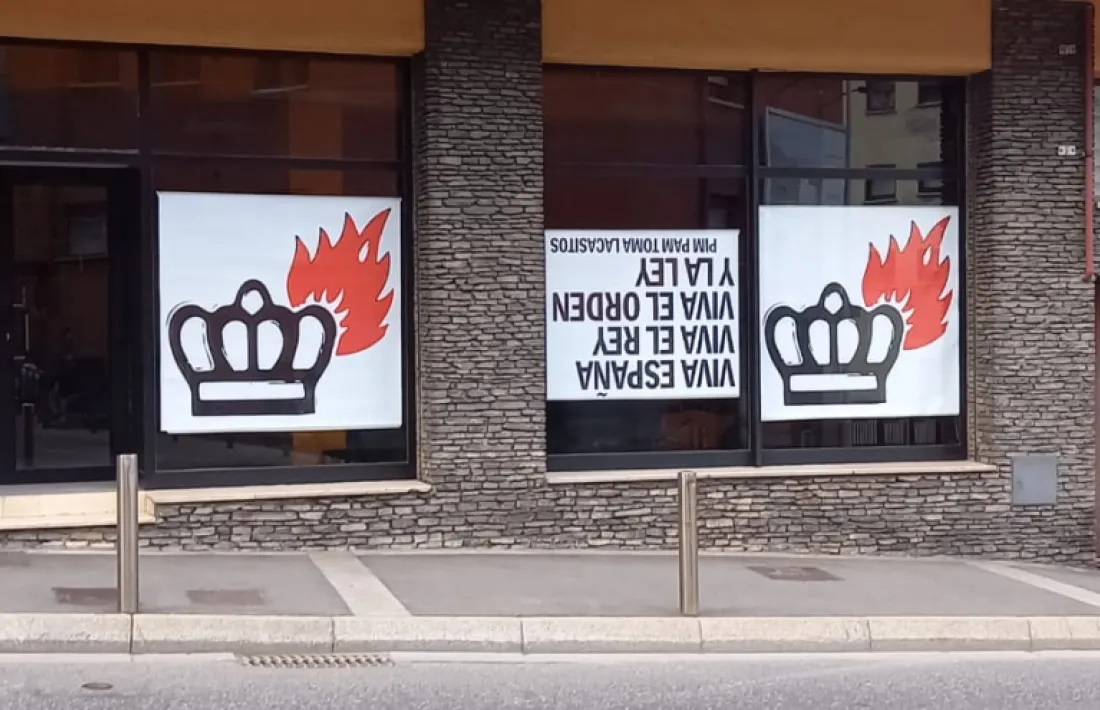 VIVA ESPAÑA
VIVA EL REY
VIVA EL ORDEN
Y LA LEY
PIM PAM TOMA LACASITOS